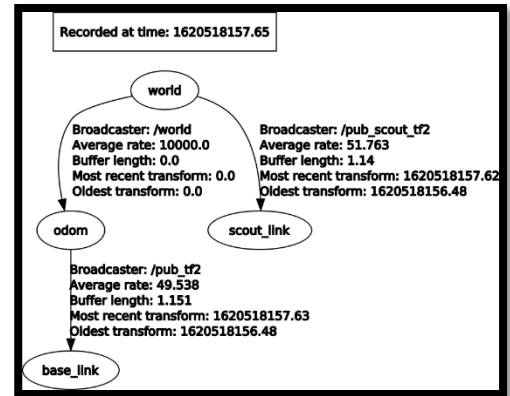 Recorded at time: 1620518157.65
world
Broadcaster: /world
Average rate: 10000.0
Buffer length: 0.0
Most recent transform: 0.0
Oldest transform: 0.0
Broadcaster: /pub_scout_tf2
Average rate: 51.763
Buffer length: 1.14
Most recent transform: 1620518157.62
Oldest transform: 1620518156.48
odom
scout_link
Broadcaster: /pub_tf2
Average rate: 49.538
Buffer length: 1.151
Most recent transform: 1620518157.63
Oldest transform: 1620518156.48
base_link